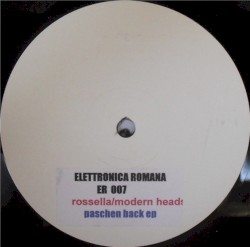 ELETTRONICA ROMANA
ER 007
rossella/modern heads
paschen back ep